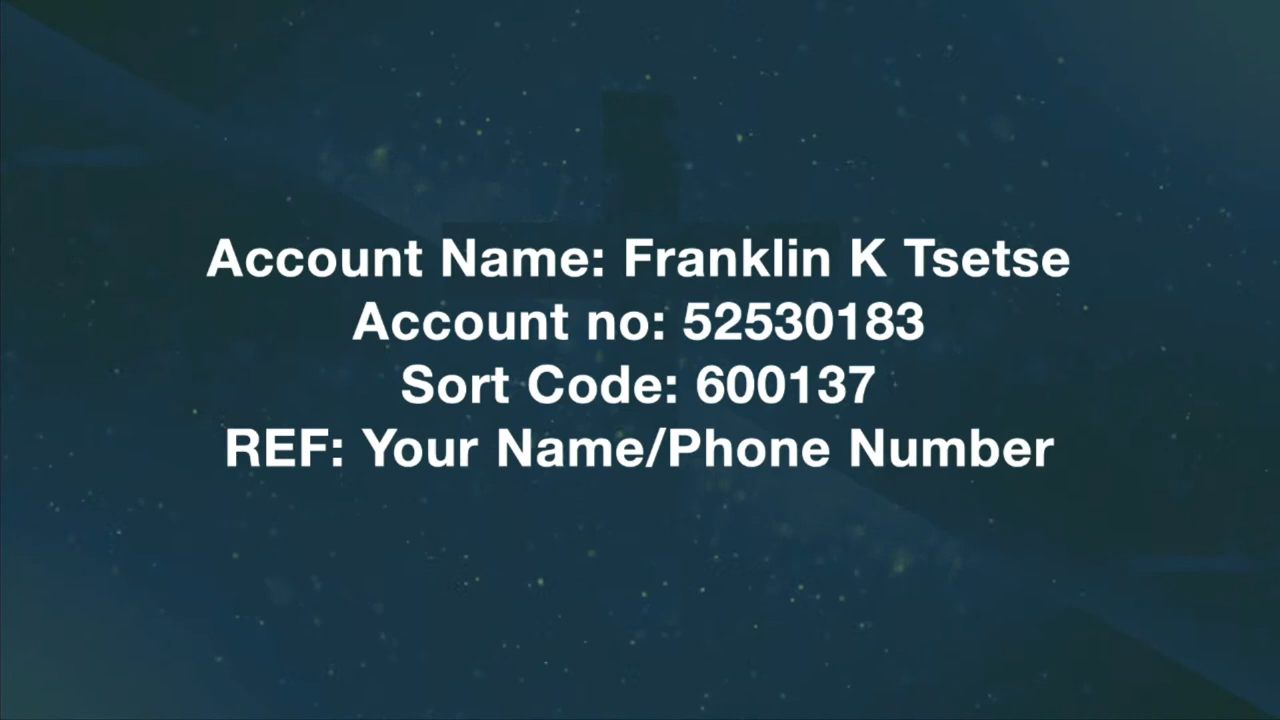 Account Name: Franklin K Tsetse
Account no: 52530183
Sort Code: 600137
REF: Your Name/Phone Number